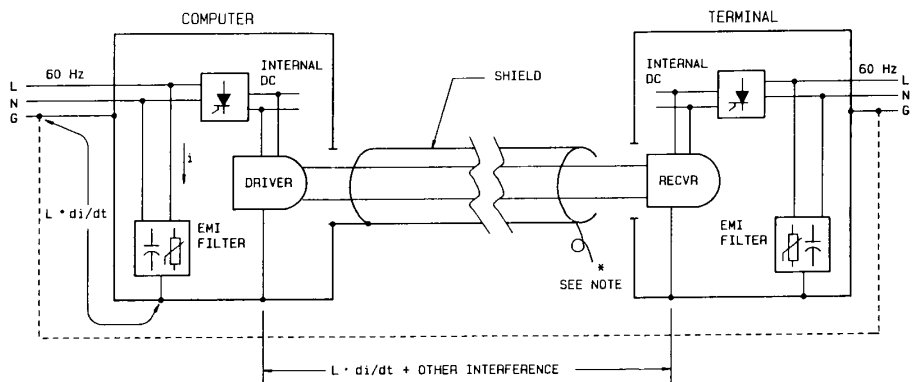 COMPUTER
TERMINAL
60 Hz
L
N
G
INTERNAL
DC
SHIELD
INTERNAL
DC
60 Hz
L
N
G
i
DRIVER
RECVR
L * di/dt
EMI
FILTER
EMI
FILTER
*
SEE NOTE
L · di/dt + OTHER INTERFERENCE